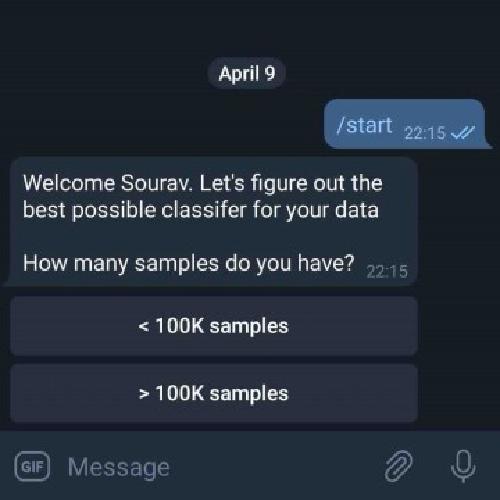 April 9
/start 22:15
Welcome Sourav. Let's figure out the
best possible classifer for your data
How many samples do you have? 22:15
< 100K samples
> 100K samples
GIF Message